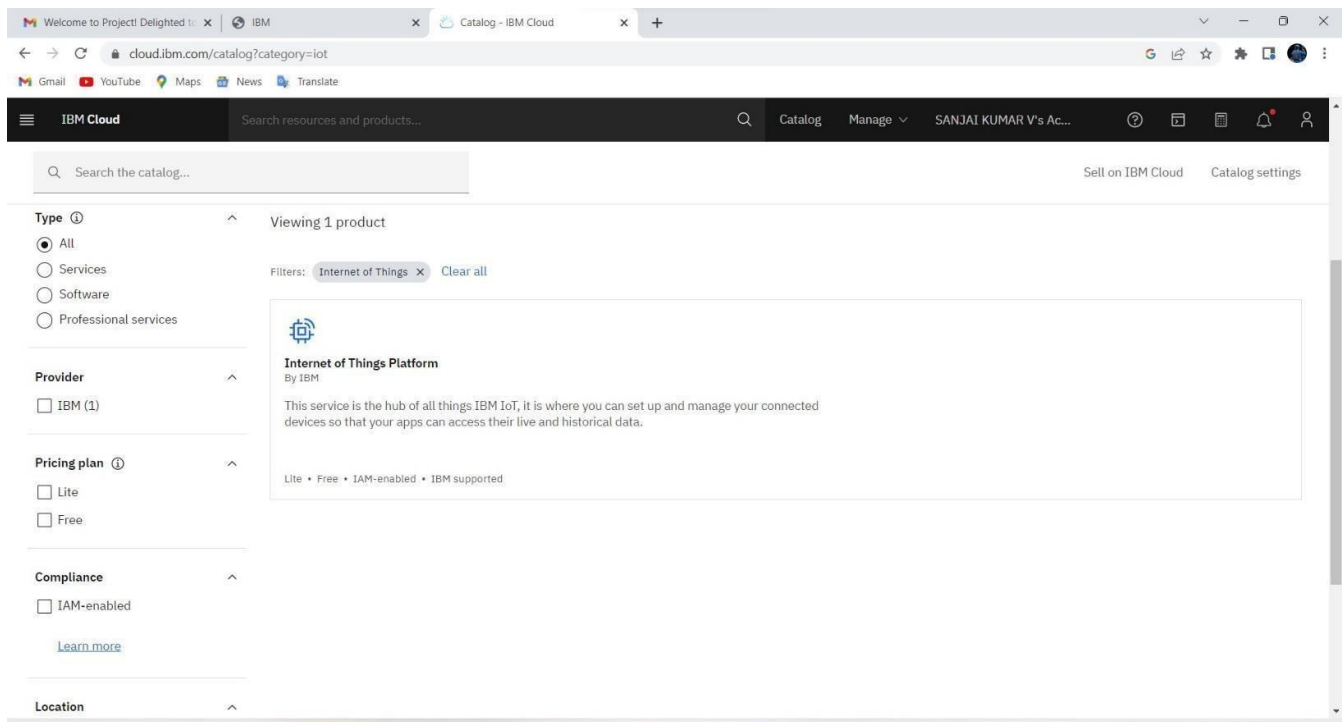 Welcome to Project! Delighted to
IBM
Catalog - IBM Cloud
cloud.ibm.com/catalog?category=iot
Gmail YouTube Maps News Translate
IBM Cloud
Search resources and products...
Catalog Manage SANJAI KUMAR V's Ac...
Search the catalog...
Sell on IBM Cloud Catalog settings
Type
All
Services
Software
Professional services
Provider
IBM (1)
Pricing plan
Lite
Free
Compliance
IAM-enabled
Learn more
Location
Viewing 1 product
Filters: Internet of Things Clear all
Internet of Things Platform
By IBM
This service is the hub of all things IBM IoT, it is where you can set up and manage your connected
devices so that your apps can access their live and historical data.
Lite • Free • IAM-enabled • IBM supported